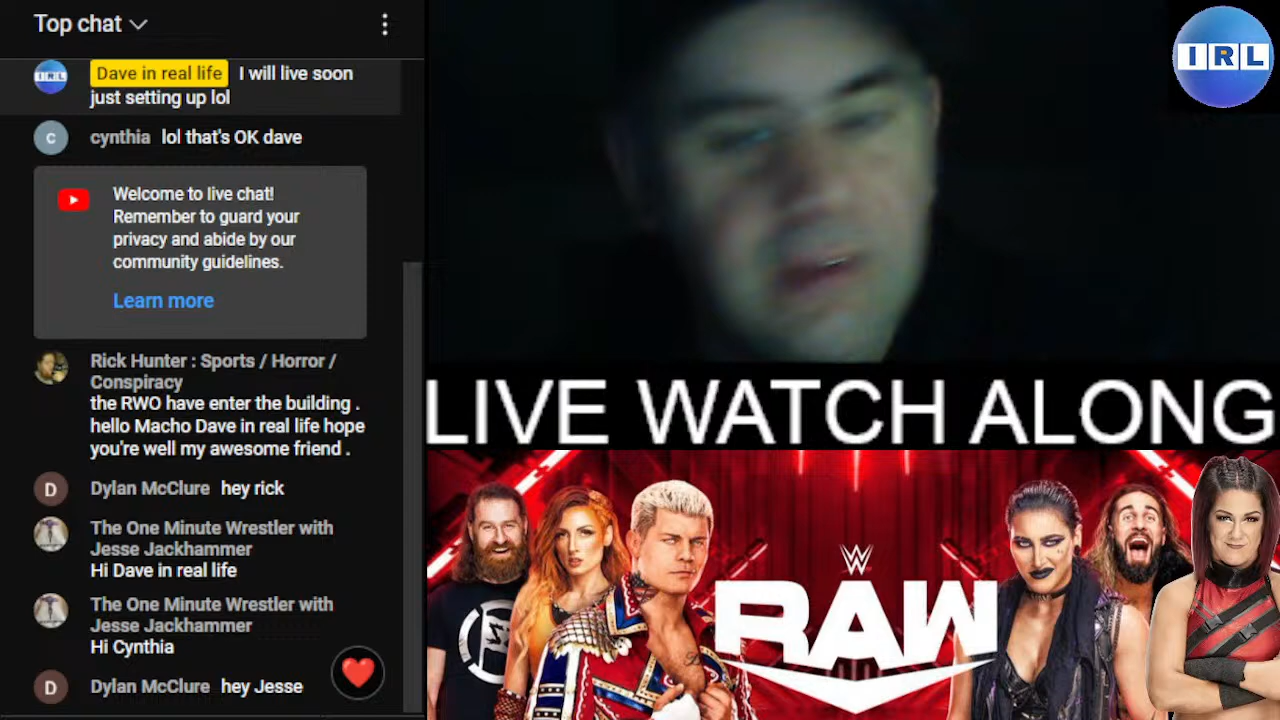 Top chat
Dave in real life I will live soon
just setting up lol
C cynthia lol that's OK dave
Welcome to live chat!
Remember to guard your
privacy and abide by our
community guidelines.
Learn more
Rick Hunter : Sports / Horror /
Conspiracy
the RWO have enter the building .
hello Macho Dave in real life hope
you're well my awesome friend .
D Dylan McClure hey rick
The One Minute Wrestler with
Jesse Jackhammer
Hi Dave in real life
The One Minute Wrestler with
Jesse Jackhammer
Hi Cynthia
D Dylan McClure hey Jesse
IRL
LIVE WATCH ALONG
W
RAW